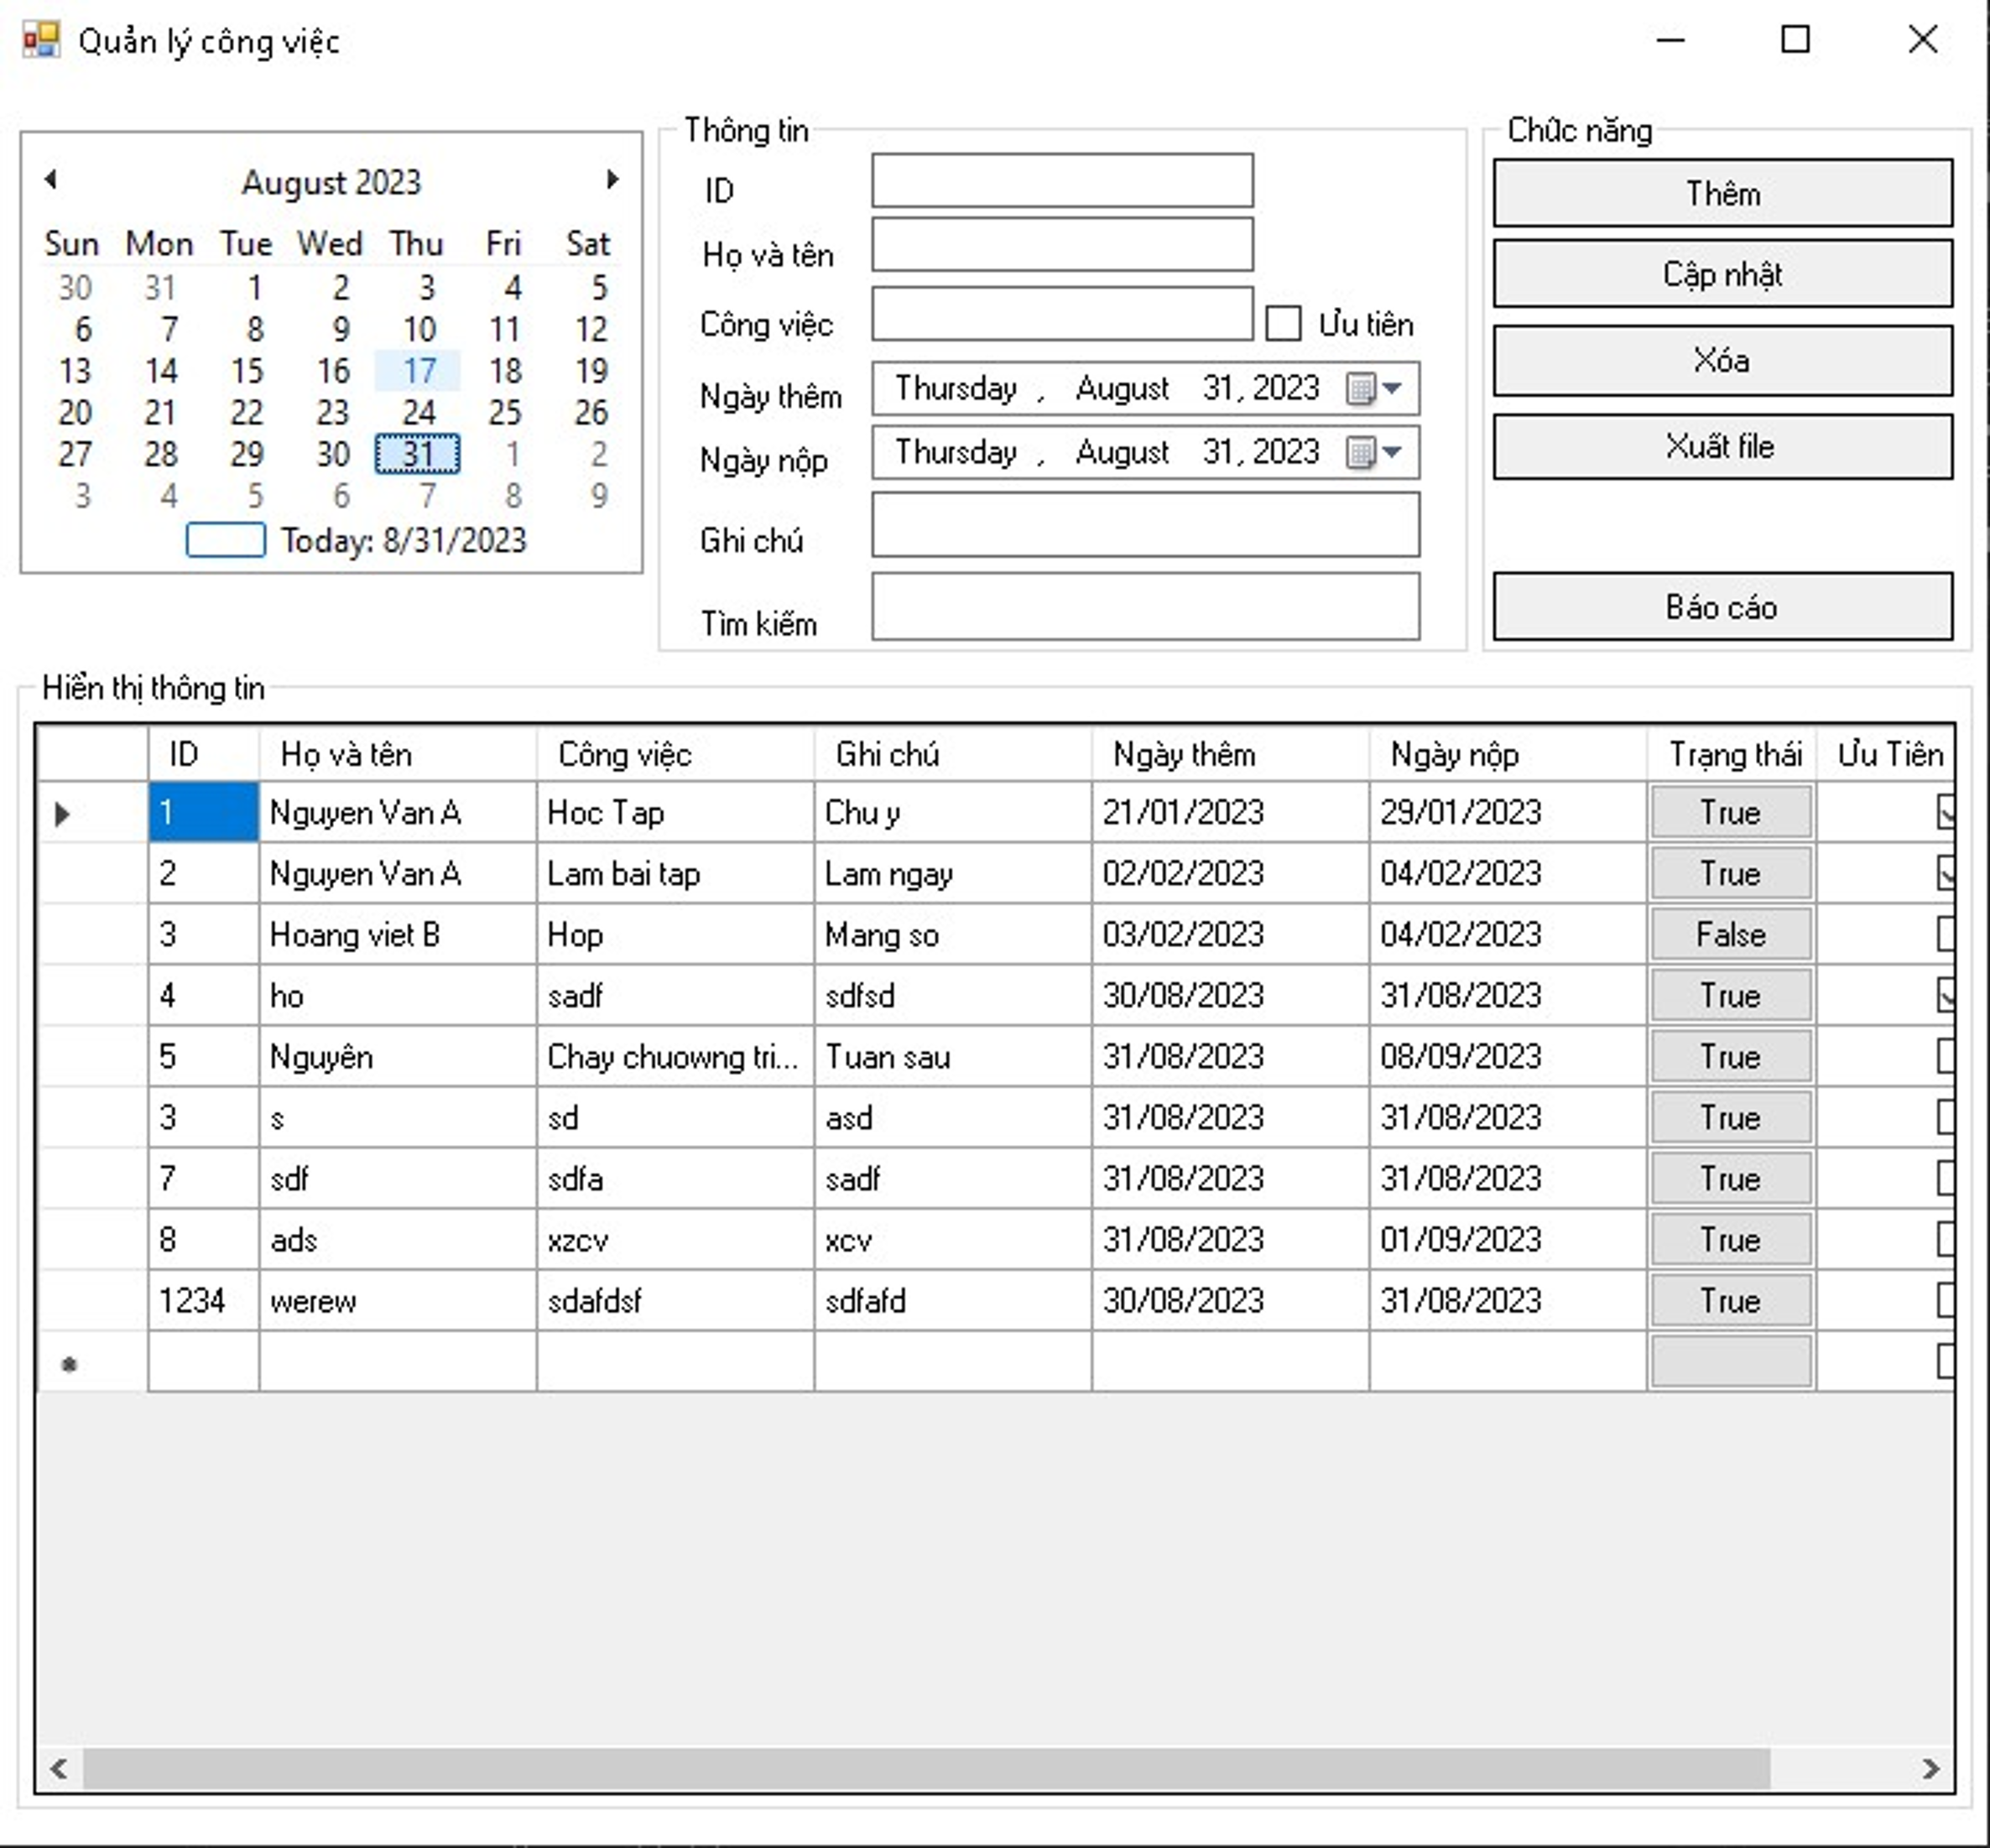 Quản lý công việc
August 2023
Sun Mon Tue Wed Thu Fri Sat
30 31 1 2 3 4 5
6 7 8 9 10 11 12
13 14 15 16 17 18 19
20 21 22 23 24 25 26
27 28 29 30 31 1 2
3 4 5 6 7 8 9
Today: 8/31/2023
Thông tin
ID
Họ và tên
Công việc
Ưu tiên
Ngày thêm Thursday , August 31, 2023
Ngày nộp Thursday , August 31, 2023
Ghi chú
Tìm kiếm
Chức năng
Thêm
Cập nhật
Xóa
Xuất file
Báo cáo
Hiển thị thông tin
ID Họ và tên Công việc Ghi chú Ngày thêm Ngày nộp Trạng thái Ưu Tiên
1 Nguyen Van A Hoc Tap Chu y 21/01/2023 29/01/2023 True
2 Nguyen Van A Lam bai tap Lam ngay 02/02/2023 04/02/2023 True
3 Hoang viet B Hop Mang so 03/02/2023 04/02/2023 False
4 ho sadf sdfsd 30/08/2023 31/08/2023 True
5 Nguyên Chay chuowng tri... Tuan sau 31/08/2023 08/09/2023 True
3 s sd asd 31/08/2023 31/08/2023 True
7 sdf sdfa sadf 31/08/2023 31/08/2023 True
8 ads xzcv xcv 31/08/2023 01/09/2023 True
1234 werew sdafdsf sdfafd 30/08/2023 31/08/2023 True